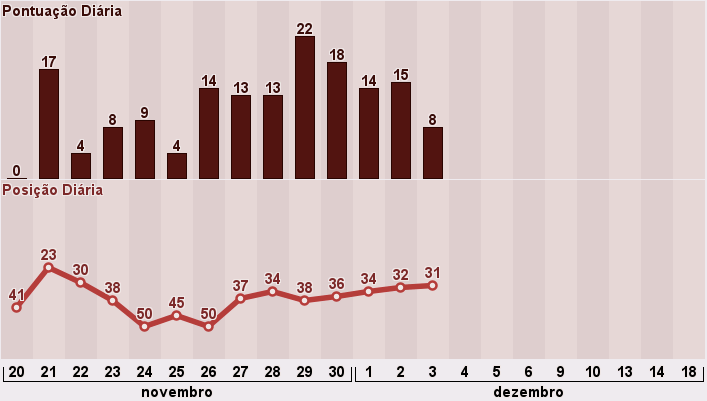 Pontuação Diária
0 17 4 8 9 4 14 13 13 22 18 14 15 8
Posição Diária
41 23 30 38 50 45 50 37 34 38 36 34 32 31
20 21 22 23 24 25 26 27 28 29 30 1 2 3 4 5 6 9 10 13 14 18
novembro dezembro